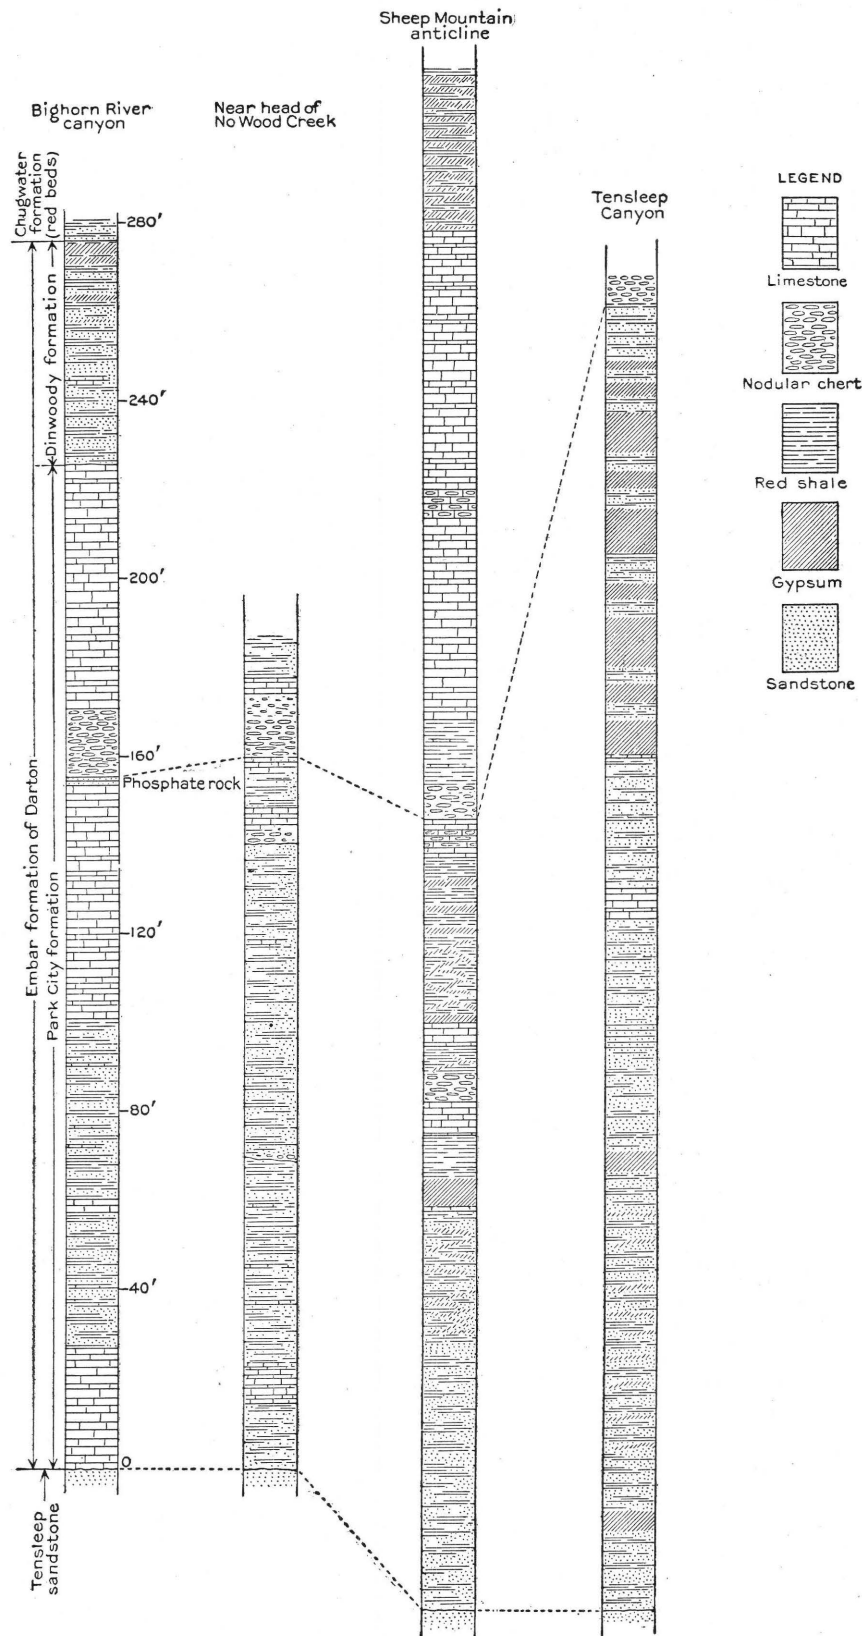 Sheep Mountain
anticline
Bighorn River
canyon
Near head of
No Wood Creek
Tensleep
Canyon
Chugwater
formation
(red beds)
Dinwoody formation
Embar formation of Darton
Park City formation
Tensleep
sandstone
280'
240'
200'
160'
Phosphate rock
120'
80'
40'
0
LEGEND
Limestone
Nodular chert
Red shale
Gypsum
Sandstone